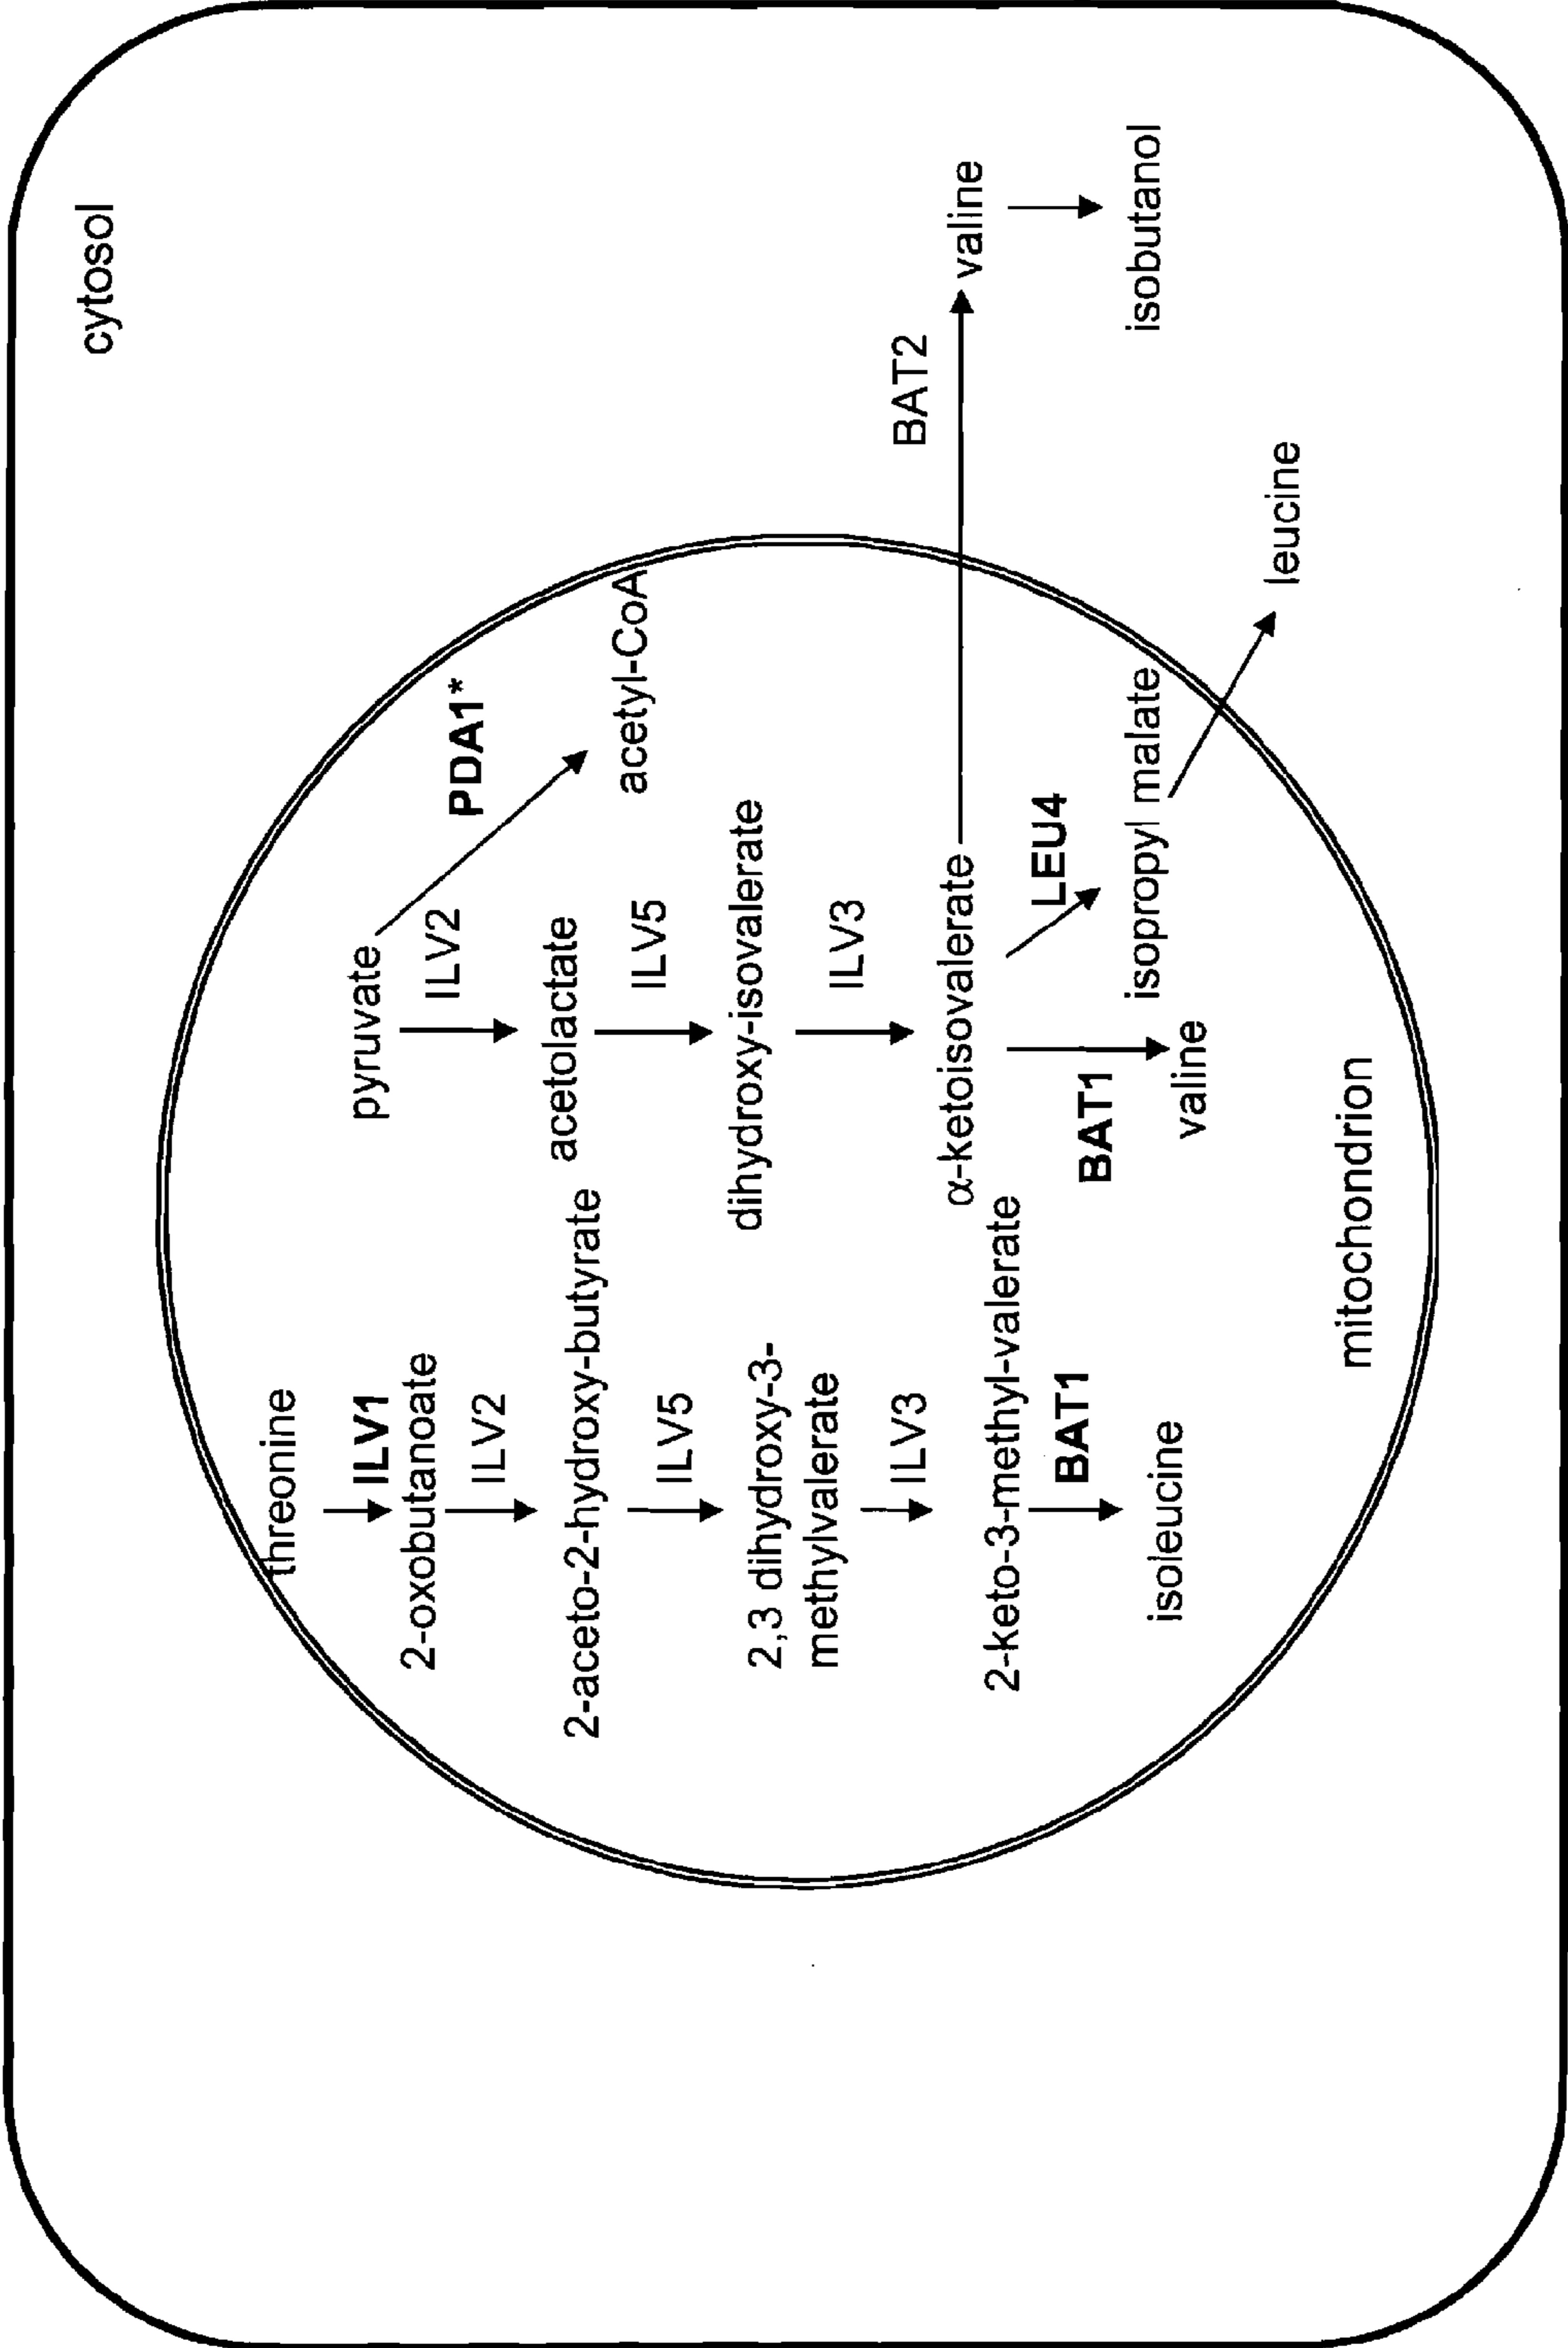 cytosol
threonine
ILV1
2-oxobutanoate
ILV2
2-aceto-2-hydroxy-butyrate
ILV5
2,3 dihydroxy-3-
methylvalerate
ILV3
2-keto-3-methyl-valerate
BAT1
isoleucine
pyruvate
PDA1*
acetyl-CoA
ILV2
acetolactate
ILV5
dihydroxy-isovalerate
ILV3
α-ketoisovalerate
BAT1
valine
LEU4
isopropyl malate
leucine
BAT2
valine
isobutanol
mitochondrion